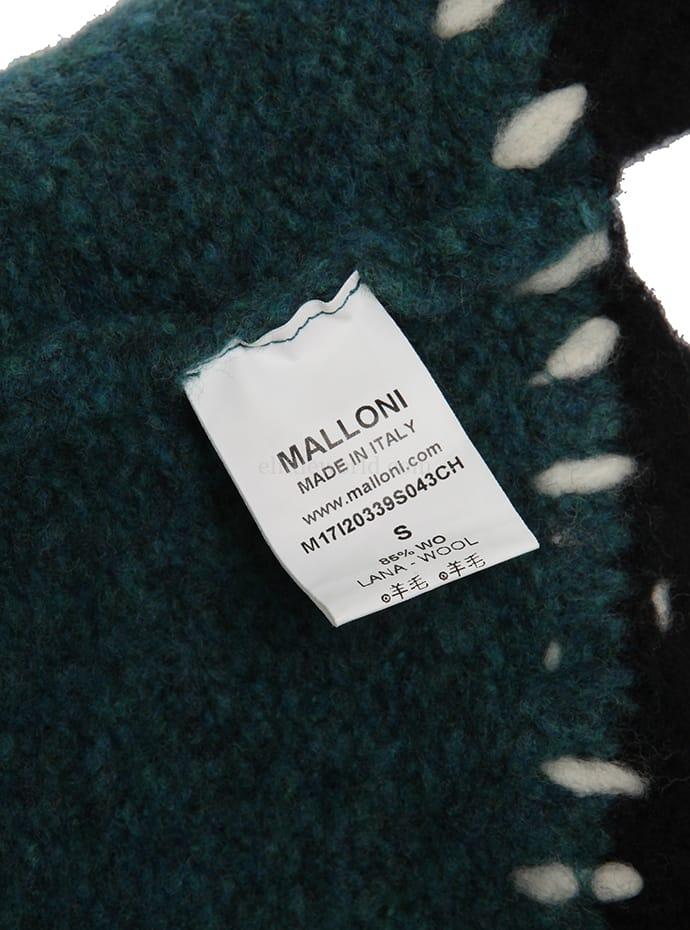 MALLONI
MADE IN ITALY
www.malloni.com
M17I20339S043CH
S
85% WO
LANA - WOOL
羊毛 羊毛